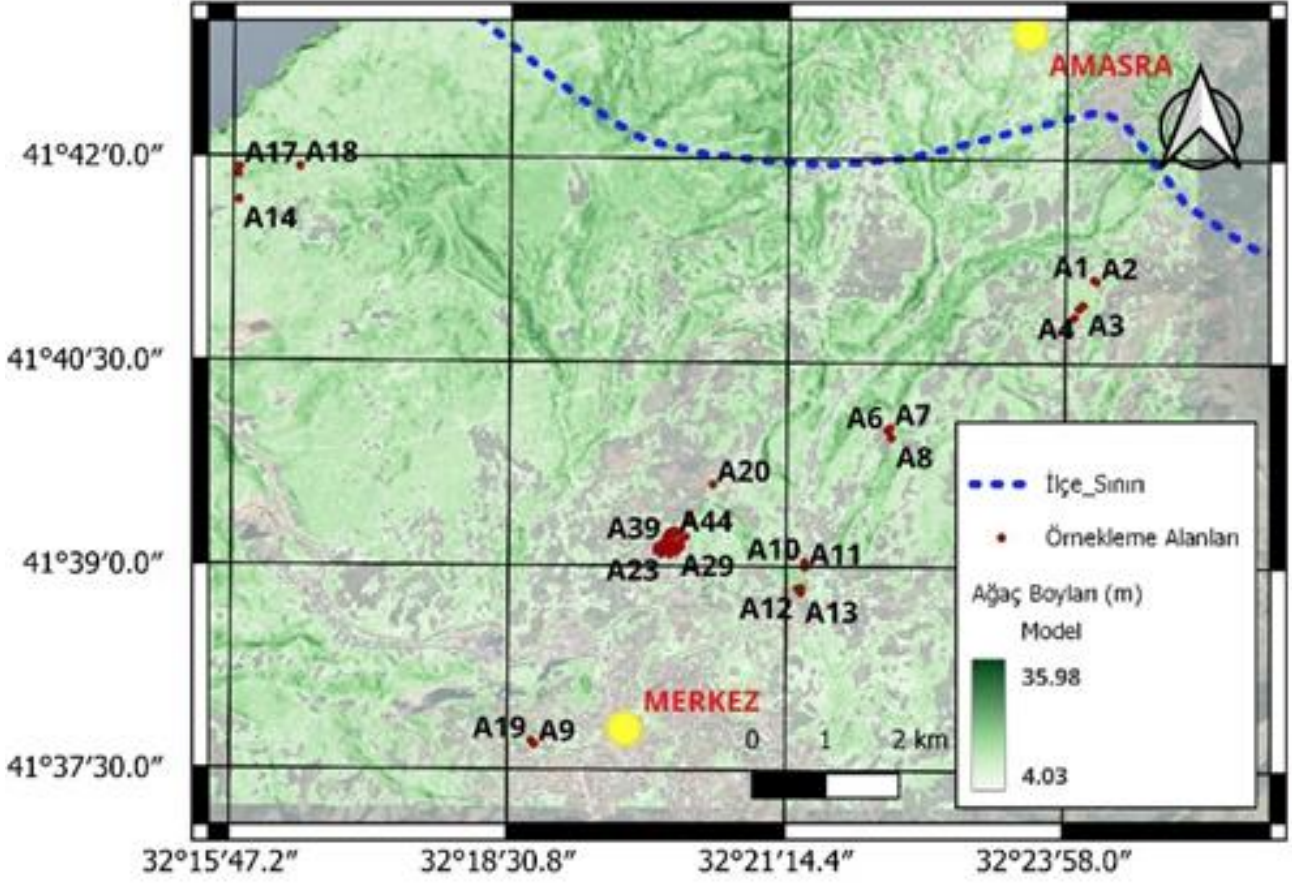 AMASRA
41°42'0.0"
A17 A18
A14
A1 A2
A4 A3
41°40'30.0"
A6 A7
A8
A20
A39 A44
A23 A29
A10 A11
A12 A13
41°39'0.0"
MERKEZ
A19 A9
0 1 2 km
41°37'30.0"
İlçe_Sınırı
Örnekleme Alanları
Ağaç Boyları (m)
Model
35.98
4.03
32°15'47.2" 32°18'30.8" 32°21'14.4" 32°23'58.0"